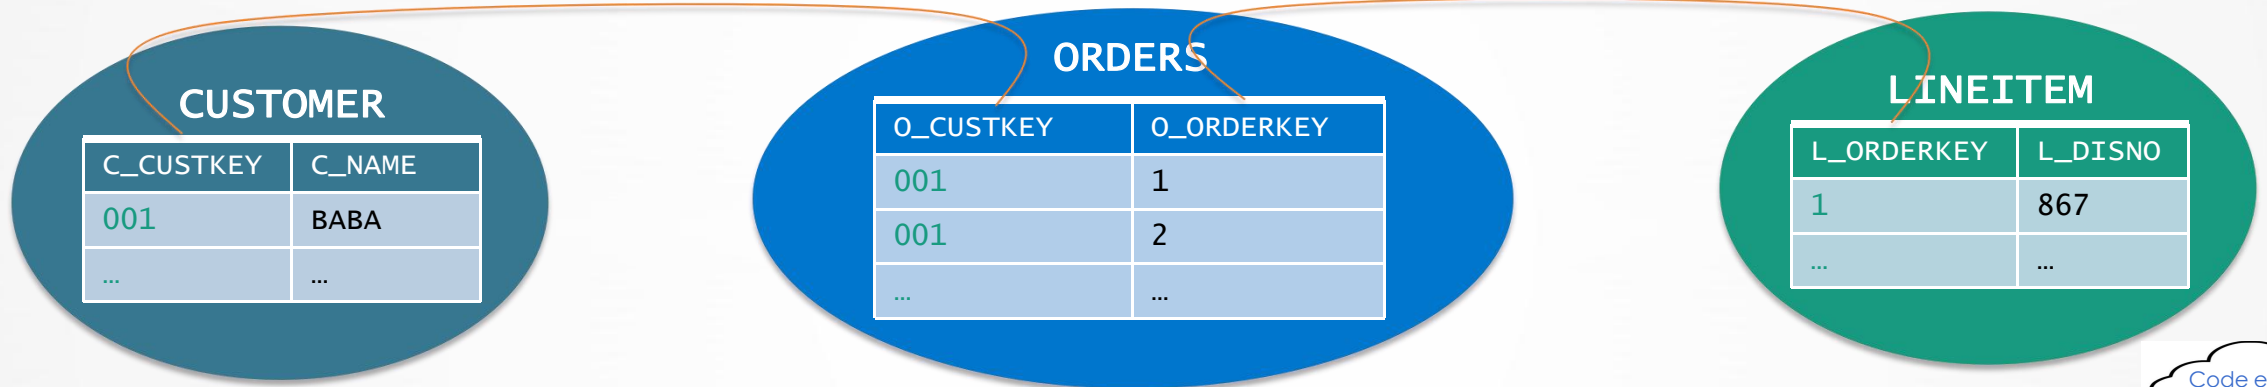 CUSTOMER
C_CUSTKEY C_NAME
001 BABA
... ...
ORDERS
O_CUSTKEY O_ORDERKEY
001 1
001 2
... ...
LINEITEM
L_ORDERKEY L_DISNO
1 867
... ...
Code e